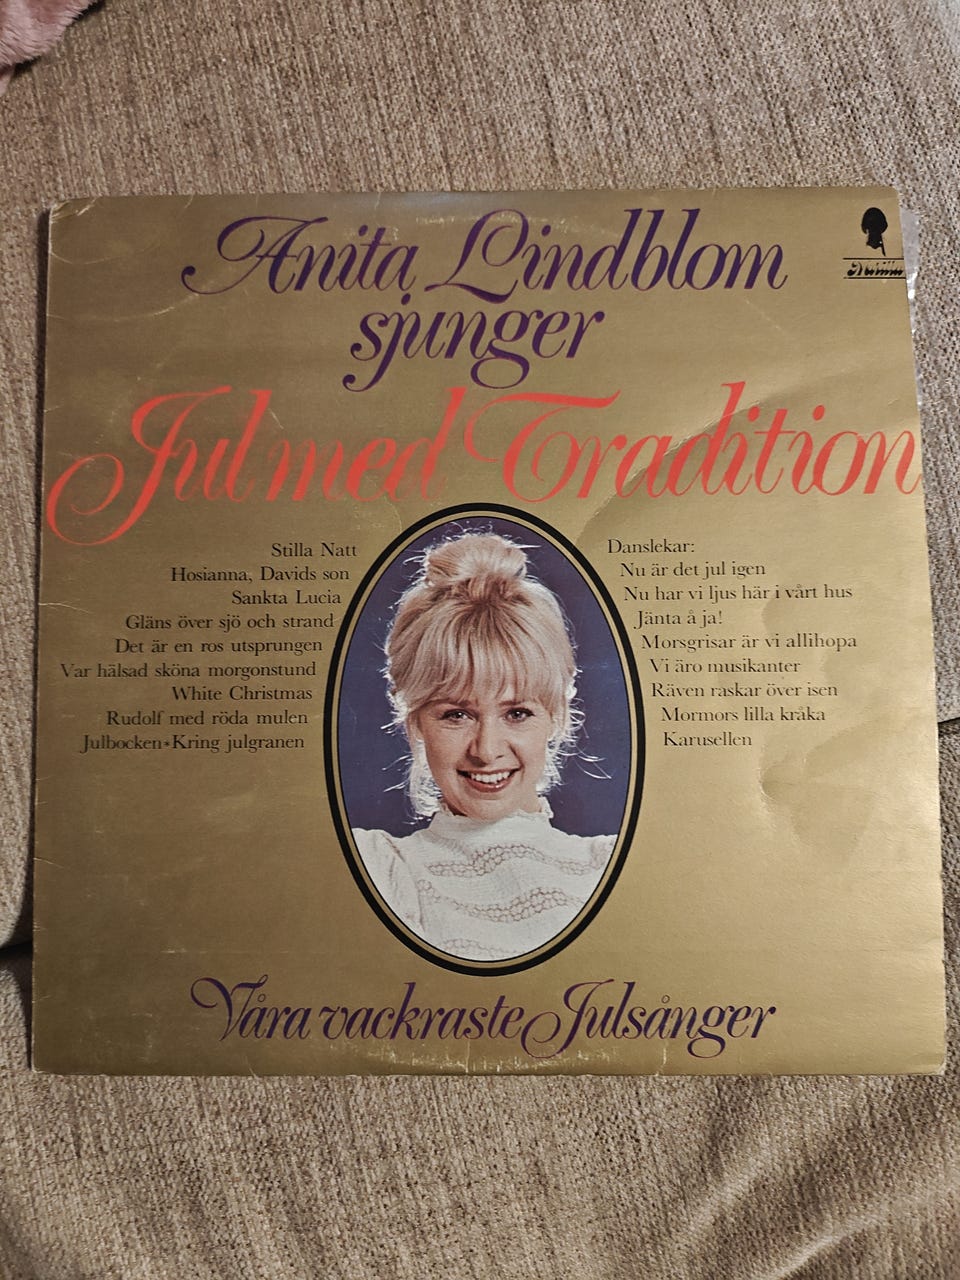 Anita Lindblom
sjunger
Jul med Tradition
Stilla Natt
Hosianna, Davids son
Sankta Lucia
Gläns över sjö och strand
Det är en ros utsprungen
Var hälsad sköna morgonstund
White Christmas
Rudolf med röda mulen
Julbocken*Kring julgranen
Danslekar:
Nu är det jul igen
Nu har vi ljus här i vårt hus
Jänta å ja!
Morsgrisar är vi allihopa
Vi äro musikanter
Räven raskar över isen
Mormors lilla kråka
Karusellen
Våra vackraste Julsånger